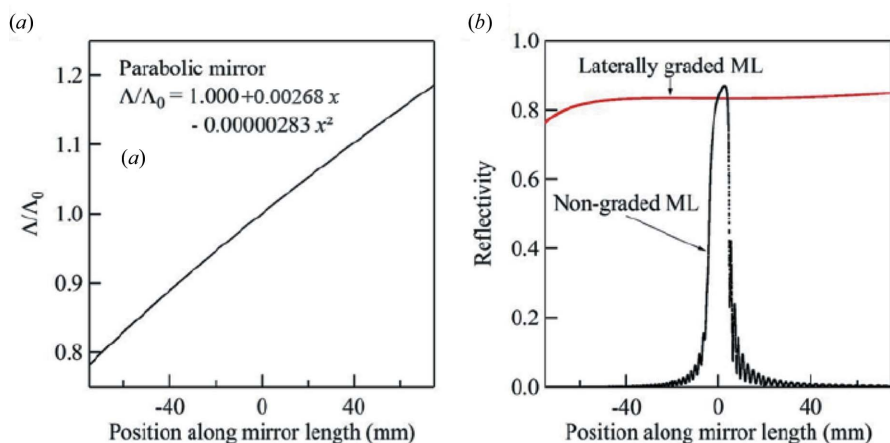 (a)
1.2
1.1
1.0
0.9
0.8
Λ/Λ₀
Parabolic mirror
Λ/Λ₀ = 1.000 +0.00268 x
- 0.00000283 x²
(a)
-40
0
40
Position along mirror length (mm)
(b)
1.0
0.8
0.6
0.4
0.2
0.0
Reflectivity
Laterally graded ML
Non-graded ML
-40
0
40
Position along mirror length (mm)